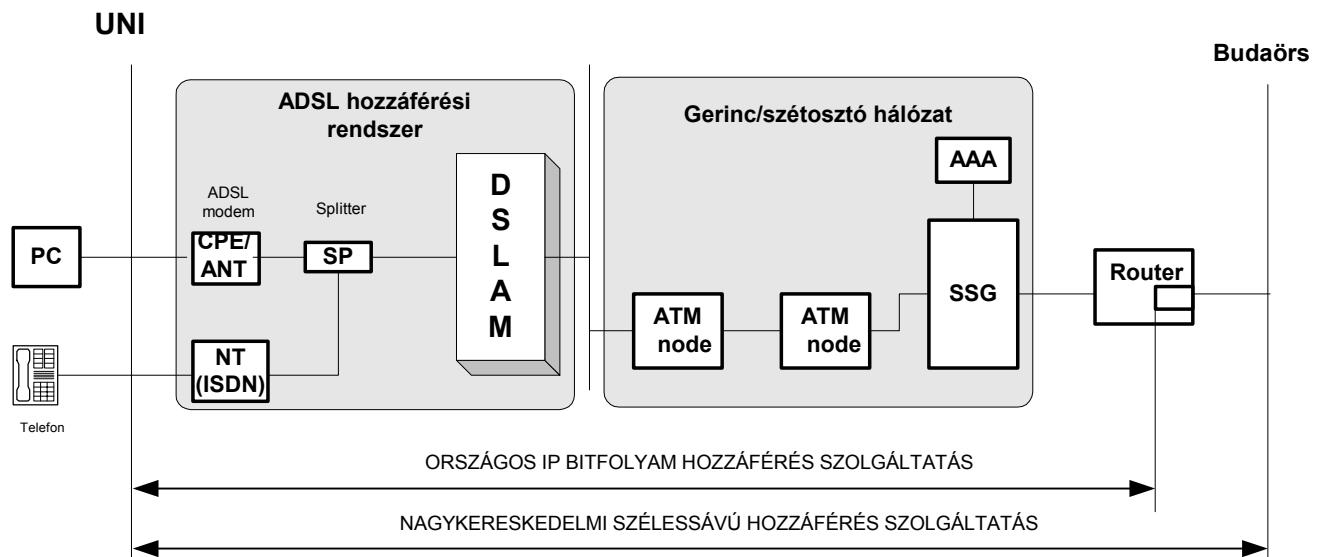 UNI
Budaörs
ADSL hozzáférési
rendszer
Gerinc/szétosztó hálózat
AAA
ADSL
modem
Splitter
D
S
L
A
M
PC
CPE/
ANT
SP
SSG
Router
ATM
node
ATM
node
NT
(ISDN)
Telefon
ORSZÁGOS IP BITFOLYAM HOZZÁFÉRÉS SZOLGÁLTATÁS
NAGYKERESKEDELMI SZÉLESSÁVÚ HOZZÁFÉRÉS SZOLGÁLTATÁS